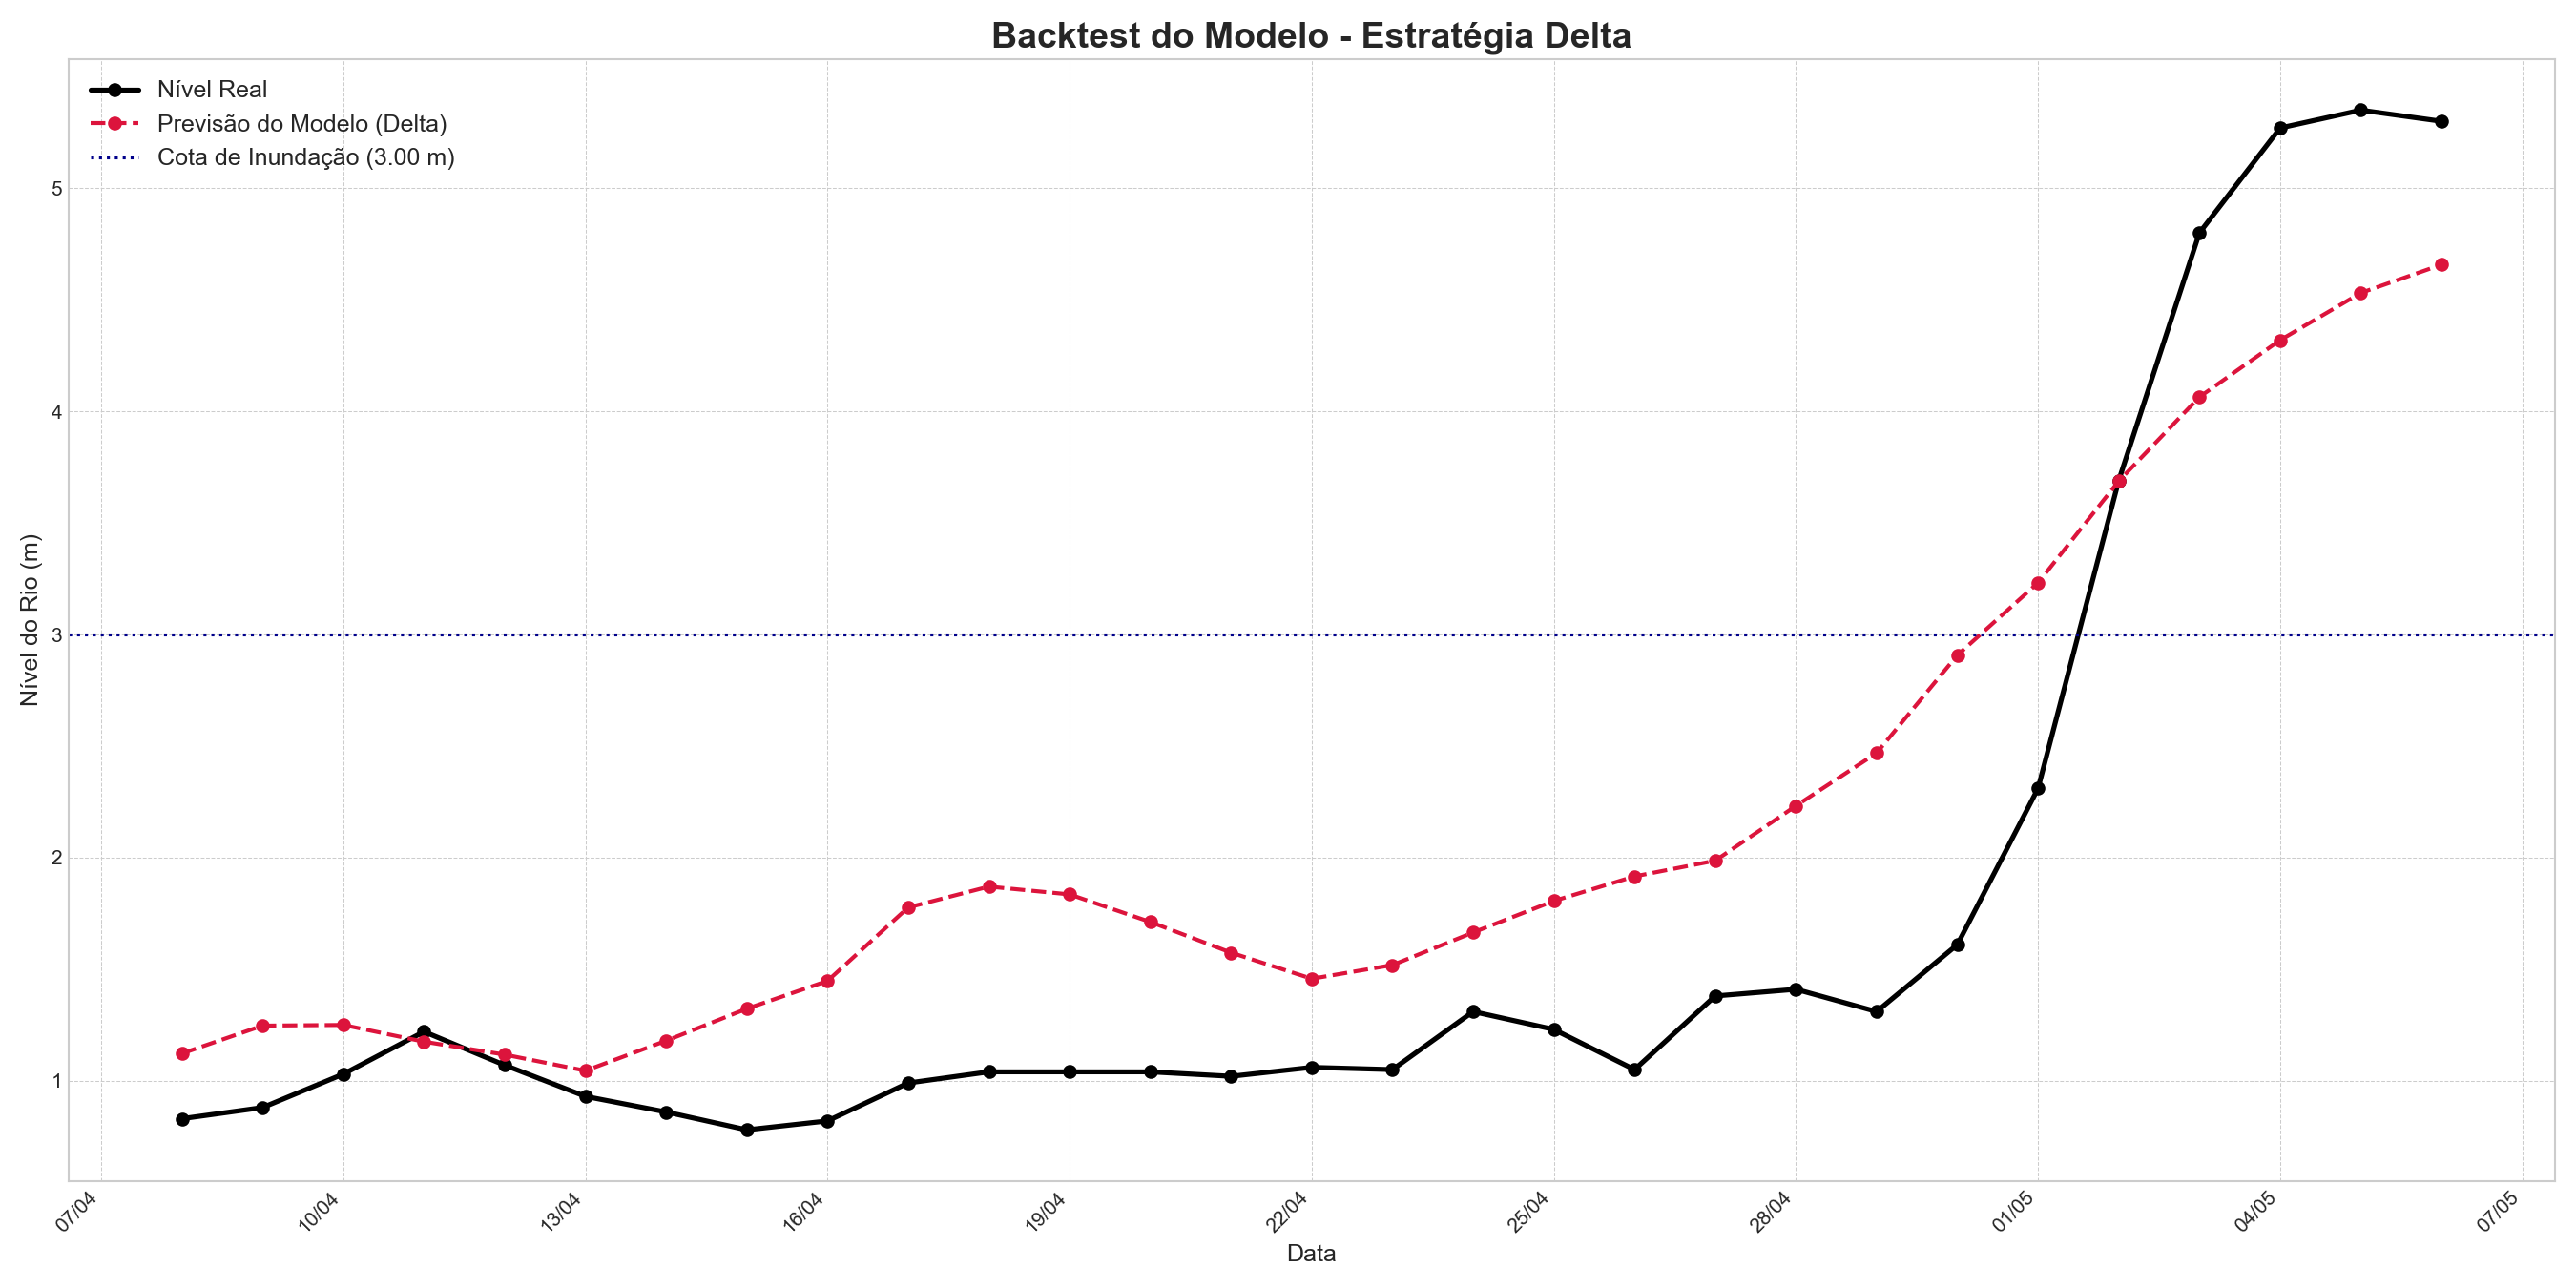 Backtest do Modelo - Estratégia Delta
Nível Real
Previsão do Modelo (Delta)
Cota de Inundação (3.00 m)
Nível do Rio (m)
5
4
3
2
1
07/04
10/04
13/04
16/04
19/04
22/04
25/04
28/04
01/05
04/05
07/05
Data